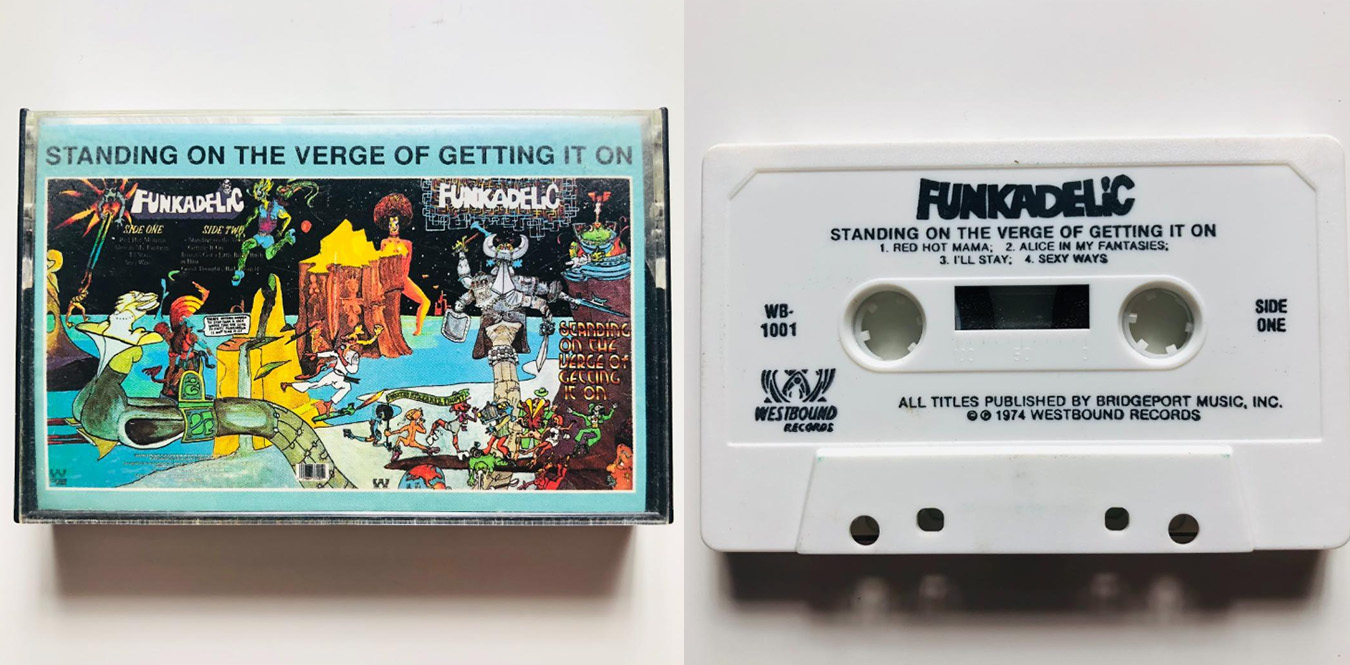 STANDING ON THE VERGE OF GETTING IT ON
FUNKADELIC
SIDE ONE
SIDE TWO
FUNKADELIC
STANDING
ON THE
VERGE OF
GETTING
IT ON
FUNKADELIC
STANDING ON THE VERGE OF GETTING IT ON
1. RED HOT MAMA; 2. ALICE IN MY FANTASIES;
3. I'LL STAY; 4. SEXY WAYS
WB-
1001
SIDE
ONE
WESTBOUND
RECORDS
ALL TITLES PUBLISHED BY BRIDGEPORT MUSIC, INC.
© ℗ 1974 WESTBOUND RECORDS